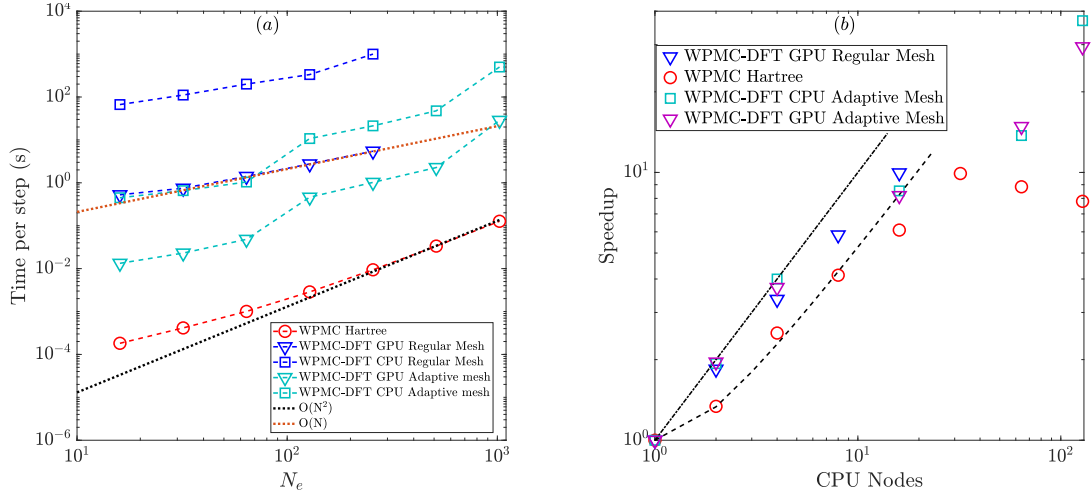 (a)
10^4
10^2
10^0
10^-2
10^-4
10^-6
Time per step (s)
WPMC Hartree
WPMC-DFT GPU Regular Mesh
WPMC-DFT CPU Regular Mesh
WPMC-DFT GPU Adaptive mesh
WPMC-DFT CPU Adaptive mesh
O(N^2)
O(N)
10^1
10^2
10^3
N_e
(b)
WPMC-DFT GPU Regular Mesh
WPMC Hartree
WPMC-DFT CPU Adaptive Mesh
WPMC-DFT GPU Adaptive Mesh
10^1
10^0
Speedup
10^0
10^1
10^2
CPU Nodes